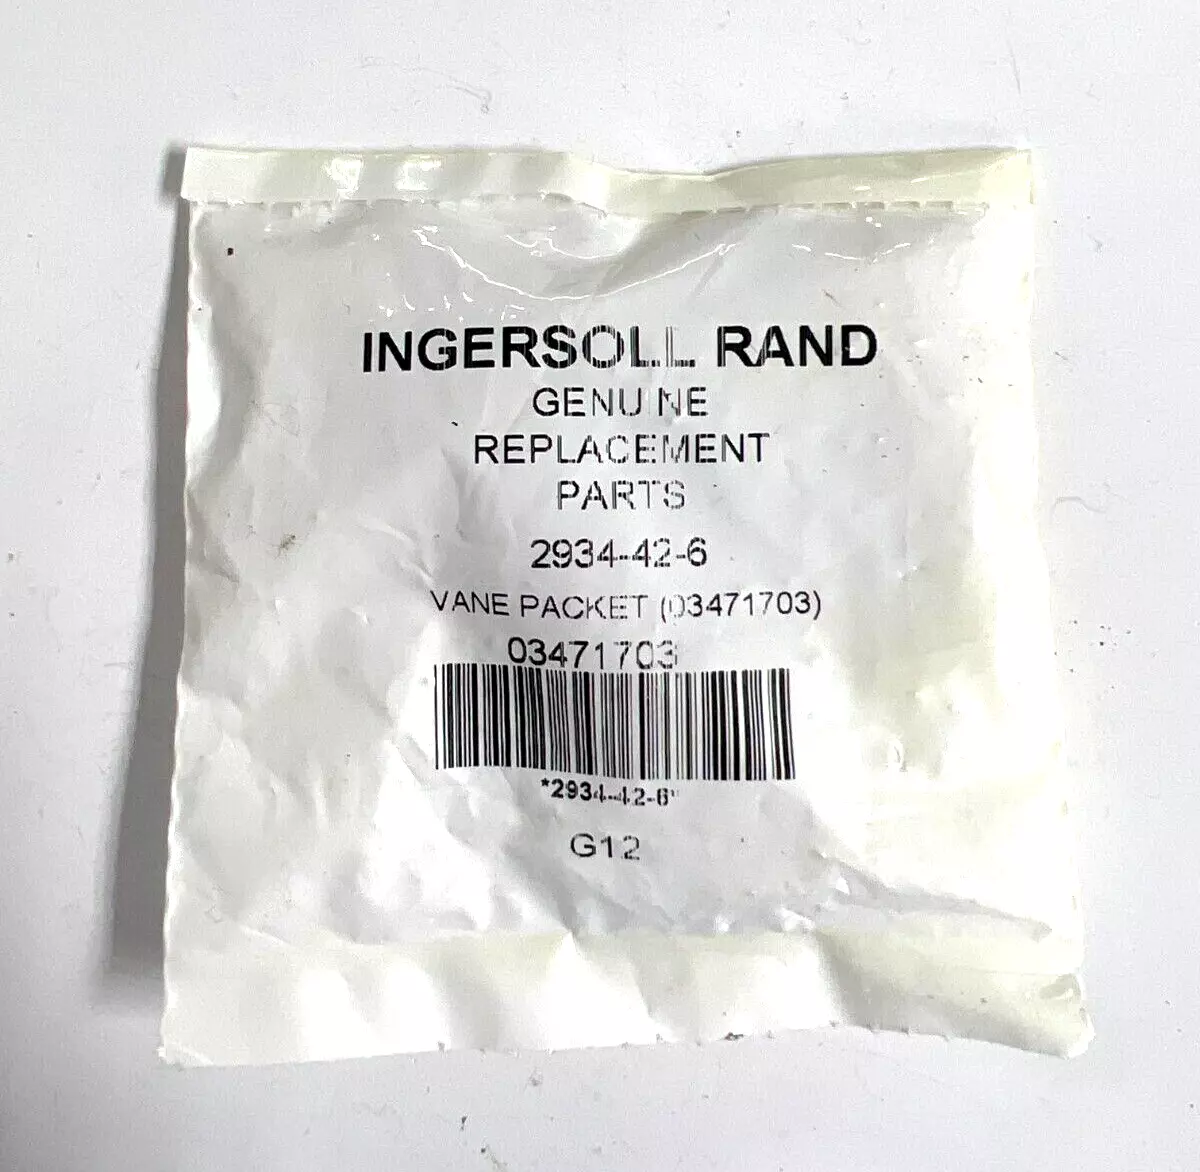 INGERSOLL RAND
GENUINE
REPLACEMENT
PARTS
2934-42-6
VANE PACKET (03471703)
03471703
*2934-42-6*
G12